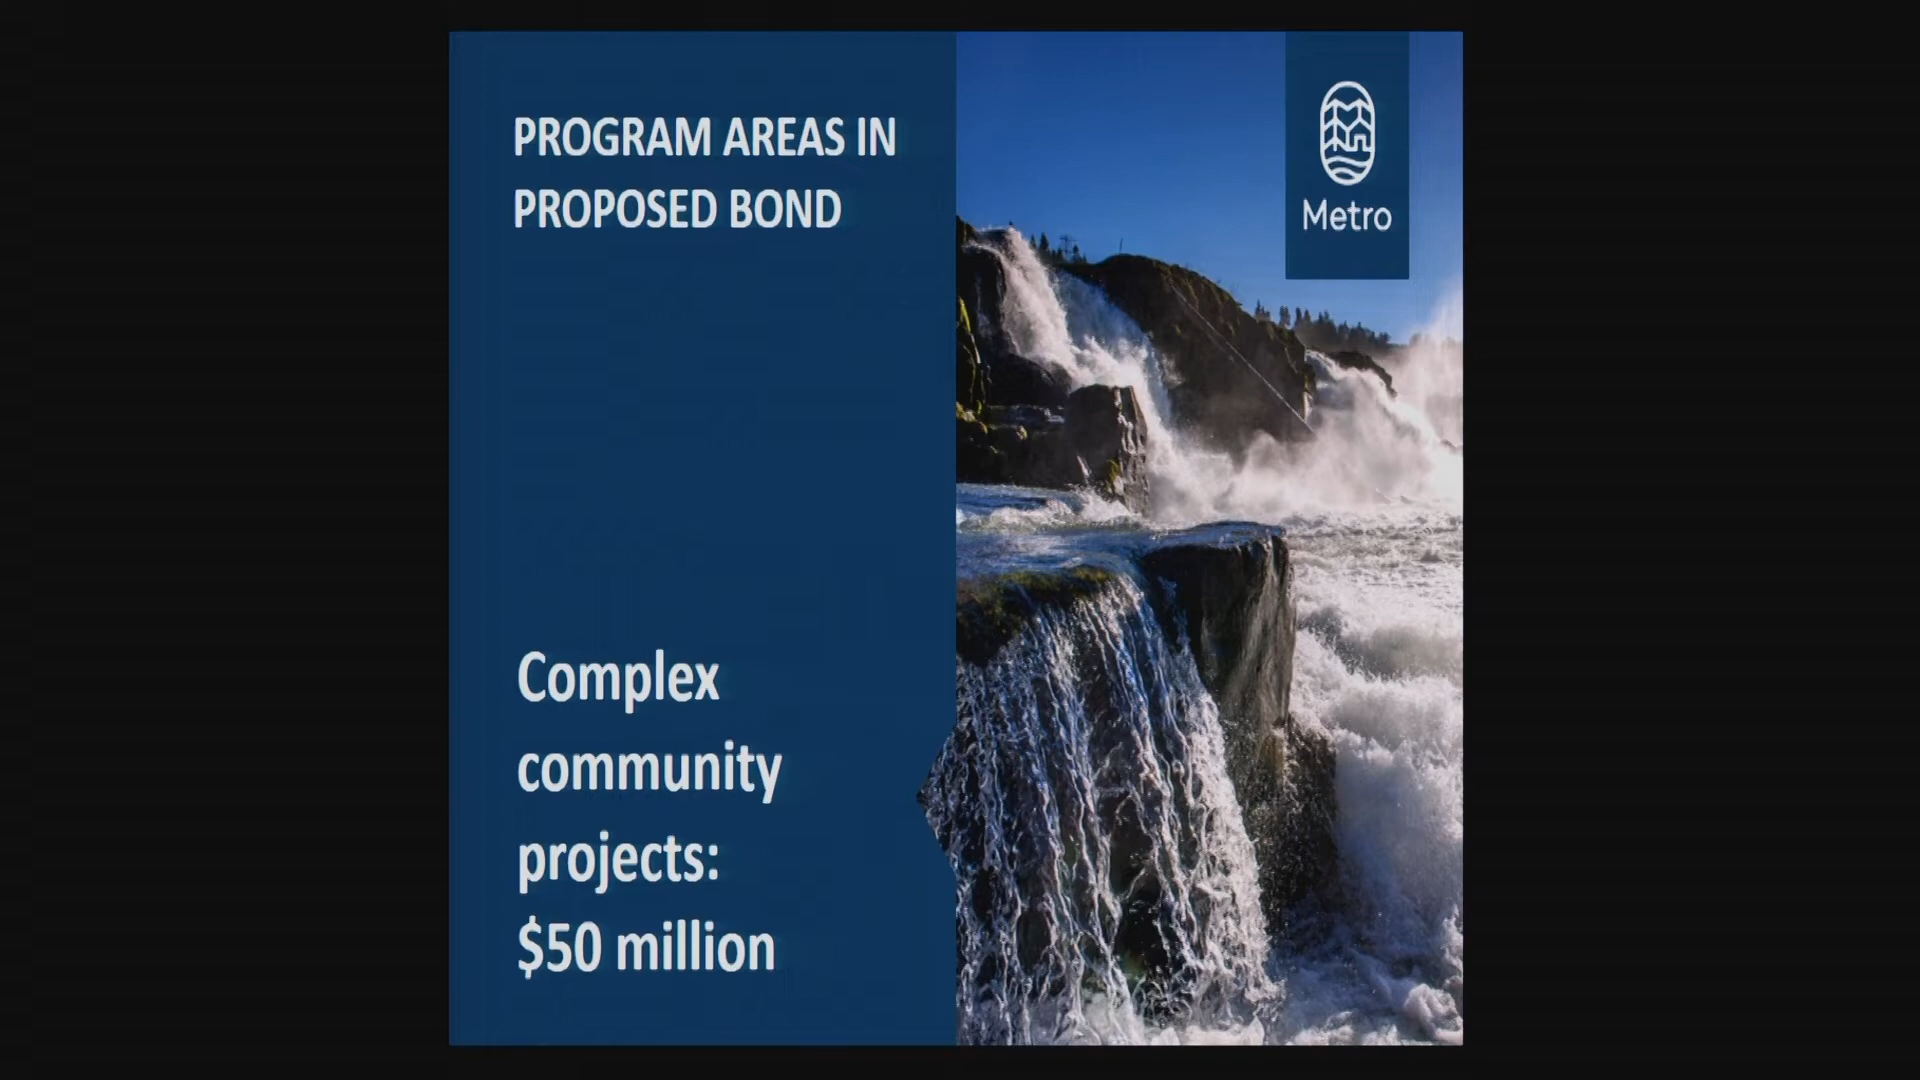 PROGRAM AREAS IN
PROPOSED BOND
Metro
Complex
community
projects:
$50 million